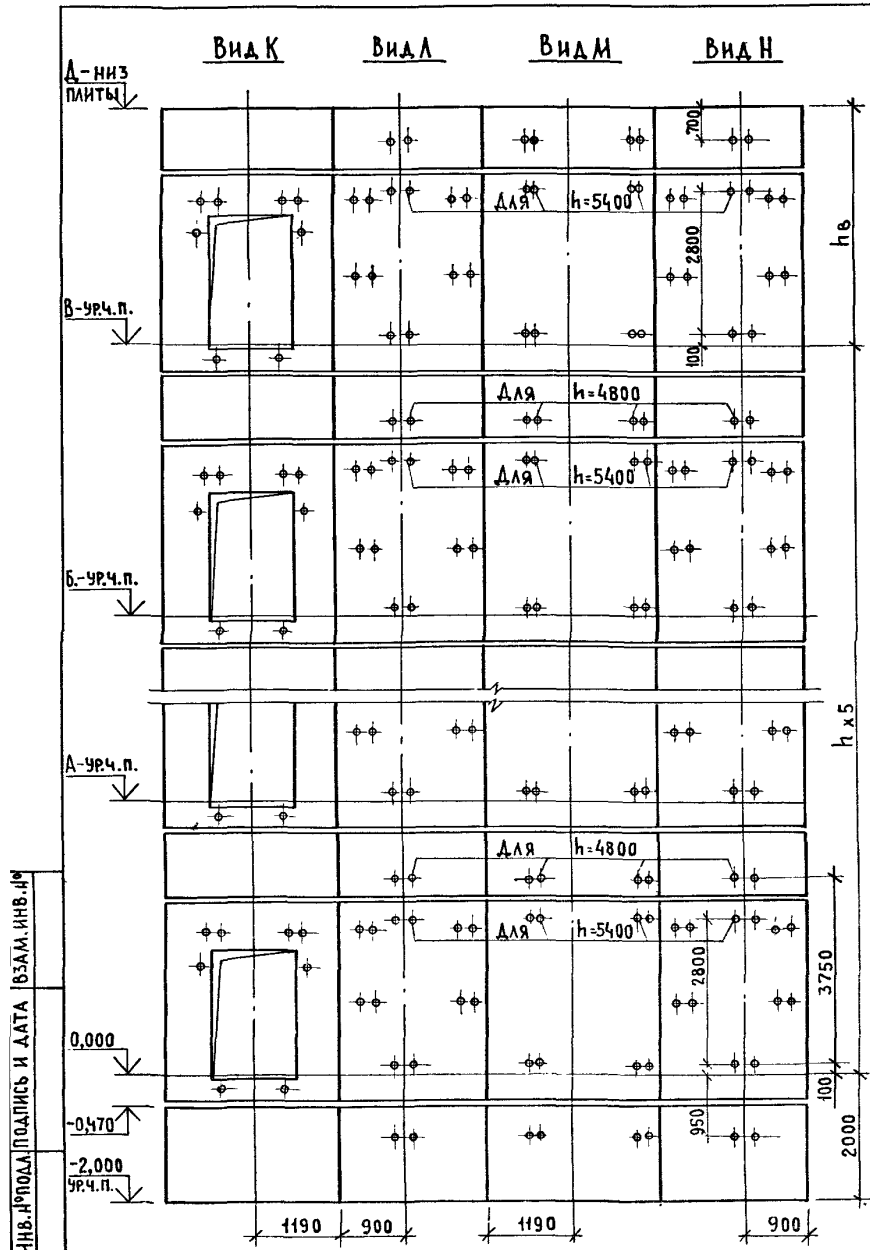 Вид К
Вид Л
Вид М
Вид Н
Д-низ
плиты
700
Для h=5400
2800
hв
В-ур.ч.п.
100
Для h=4800
Для h=5400
Б.-ур.ч.п.
h x 5
А-ур.ч.п.
Для h=4800
Для h=5400
2800
3750
0,000
100
-0,470
950
2000
-2,000
ур.ч.п.
1190
900
1190
900
Взам.инв.№
Подпись и дата
Инв.№ подл.